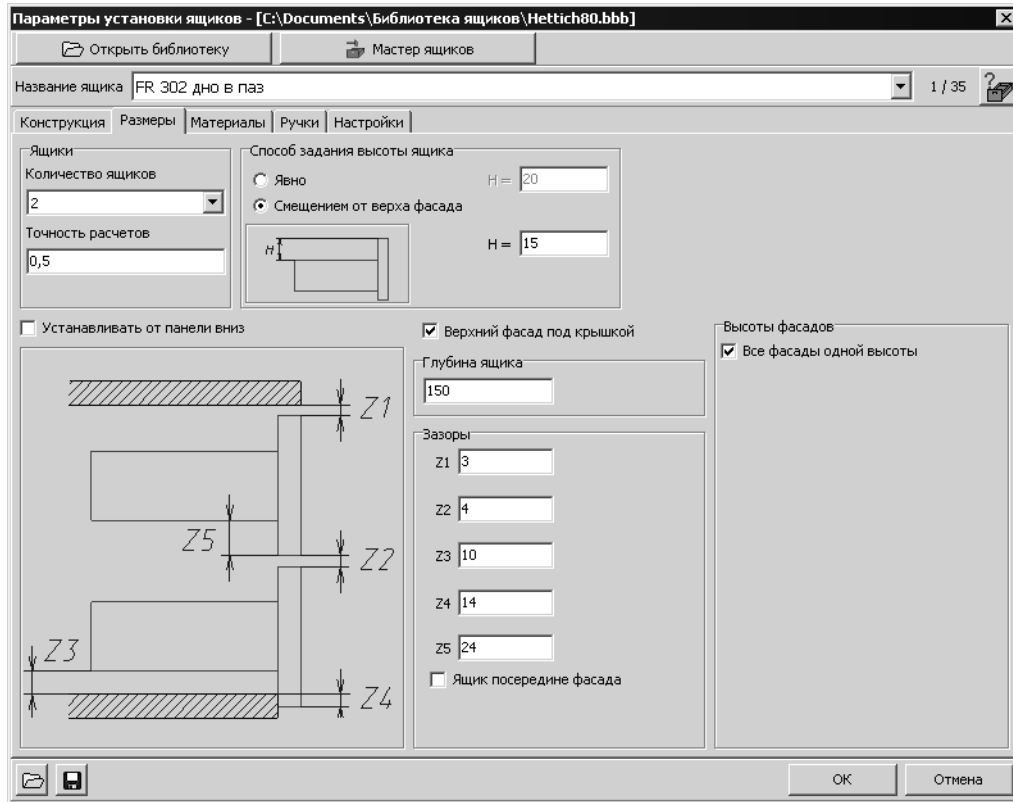 Параметры установки ящиков - [C:\Documents\Библиотека ящиков\Hettich80.bbb]
Открыть библиотеку
Мастер ящиков
Название ящика
FR 302 дно в паз
1 / 35
Конструкция
Размеры
Материалы
Ручки
Настройки
Ящики
Количество ящиков
2
Точность расчетов
0,5
Способ задания высоты ящика
Явно
H = 20
Смещением от верха фасада
H
H = 15
Устанавливать от панели вниз
Z1
Z5
Z2
Z3
Z4
Верхний фасад под крышкой
Глубина ящика
150
Зазоры
Z1 3
Z2 4
Z3 10
Z4 14
Z5 24
Ящик посередине фасада
Высоты фасадов
Все фасады одной высоты
OK
Отмена